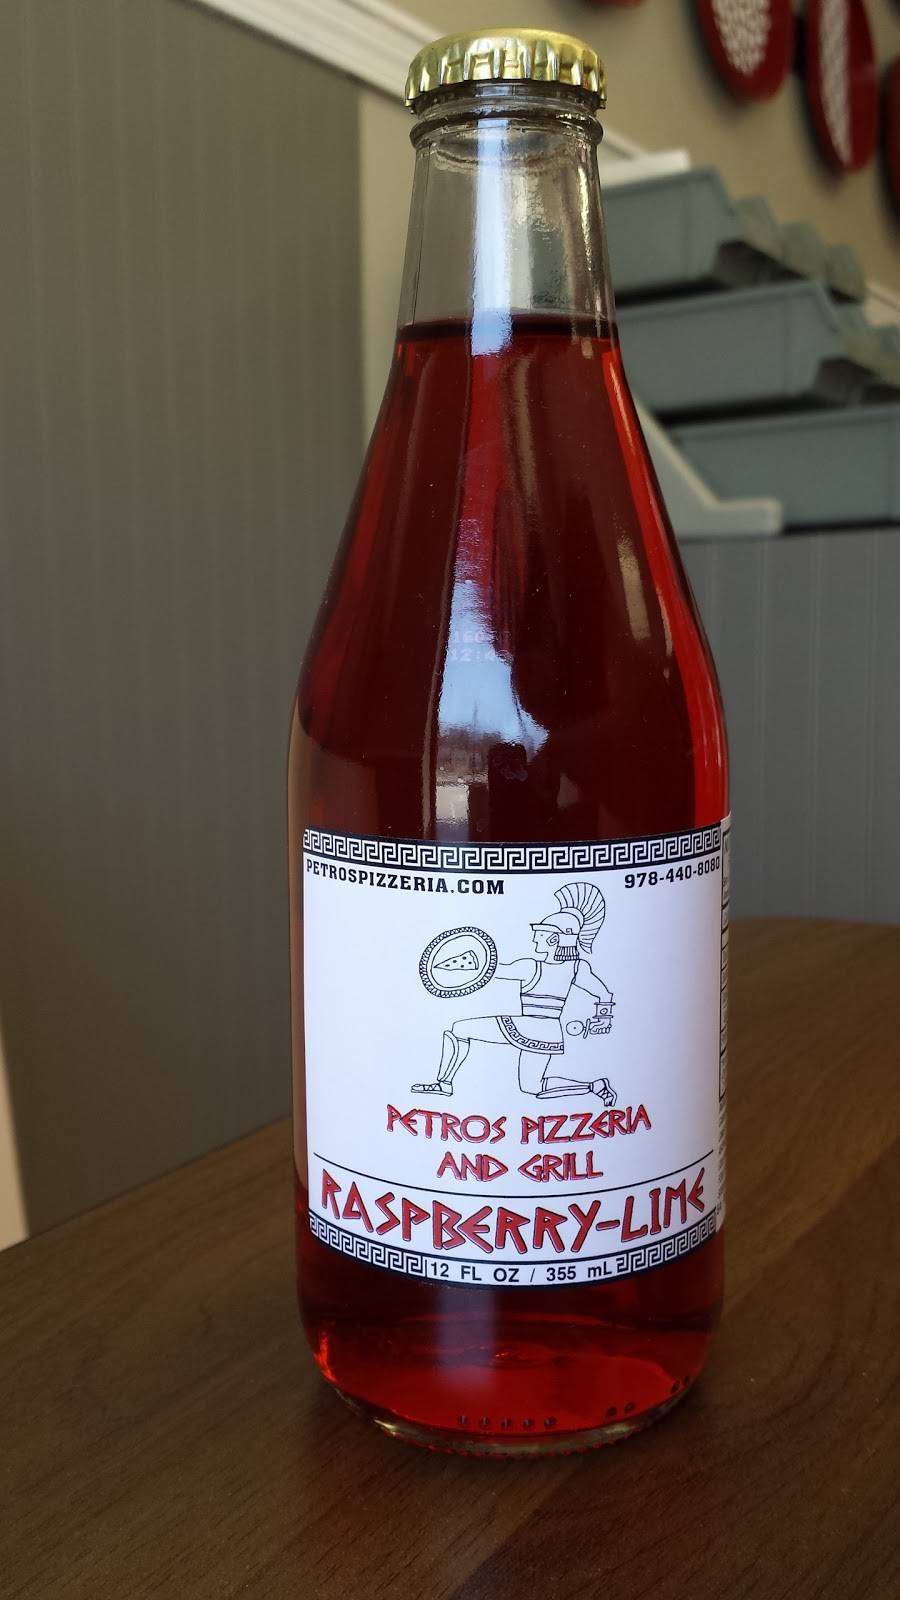 PETROSPIZZERIA.COM
978-440-8080
PETROS PIZZERIA
AND GRILL
RASPBERRY-LIME
12 FL OZ / 355 mL